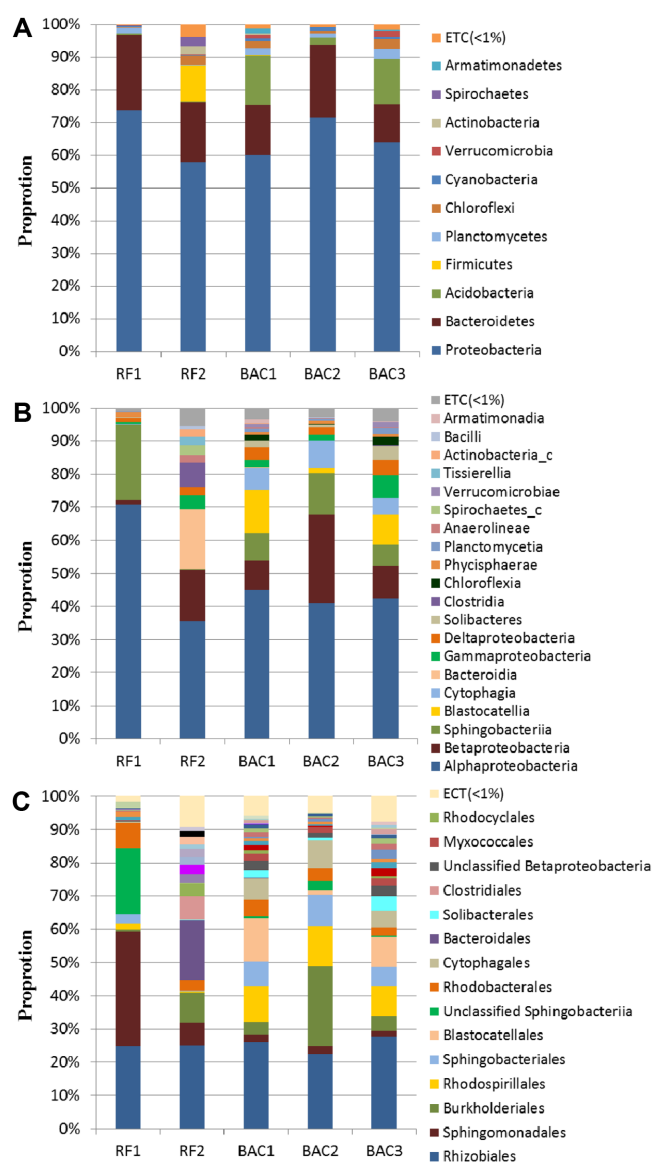 A
Proprotion
100%
90%
80%
70%
60%
50%
40%
30%
20%
10%
0%
RF1 RF2 BAC1 BAC2 BAC3
ETC(<1%)
Armatimonadetes
Spirochaetes
Actinobacteria
Verrucomicrobia
Cyanobacteria
Chloroflexi
Planctomycetes
Firmicutes
Acidobacteria
Bacteroidetes
Proteobacteria
B
Proprotion
100%
90%
80%
70%
60%
50%
40%
30%
20%
10%
0%
RF1 RF2 BAC1 BAC2 BAC3
ETC(<1%)
Armatimonadia
Bacilli
Actinobacteria_c
Tissierellia
Verrucomicrobiae
Spirochaetes_c
Anaerolineae
Planctomycetia
Phycisphaerae
Chloroflexia
Clostridia
Solibacteres
Deltaproteobacteria
Gammaproteobacteria
Bacteroidia
Cytophagia
Blastocatellia
Sphingobacteriia
Betaproteobacteria
Alphaproteobacteria
C
Proprotion
100%
90%
80%
70%
60%
50%
40%
30%
20%
10%
0%
RF1 RF2 BAC1 BAC2 BAC3
ECT(<1%)
Rhodocyclales
Myxococcales
Unclassified Betaproteobacteria
Clostridiales
Solibacterales
Bacteroidales
Cytophagales
Rhodobacterales
Unclassified Sphingobacteriia
Blastocatellales
Sphingobacteriales
Rhodospirillales
Burkholderiales
Sphingomonadales
Rhizobiales